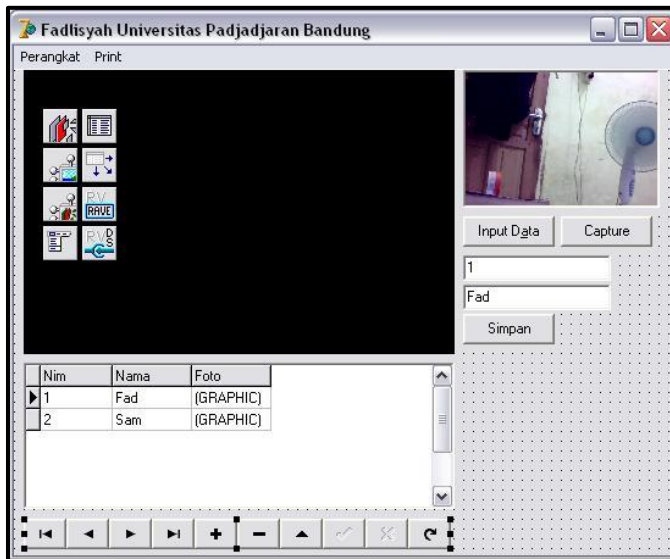 Fadlisyah Universitas Padjadjaran Bandung
Perangkat Print
RV
RAVE
RV DS
Input Data Capture
1
Fad
Simpan
Nim Nama Foto
1 Fad (GRAPHIC)
2 Sam (GRAPHIC)